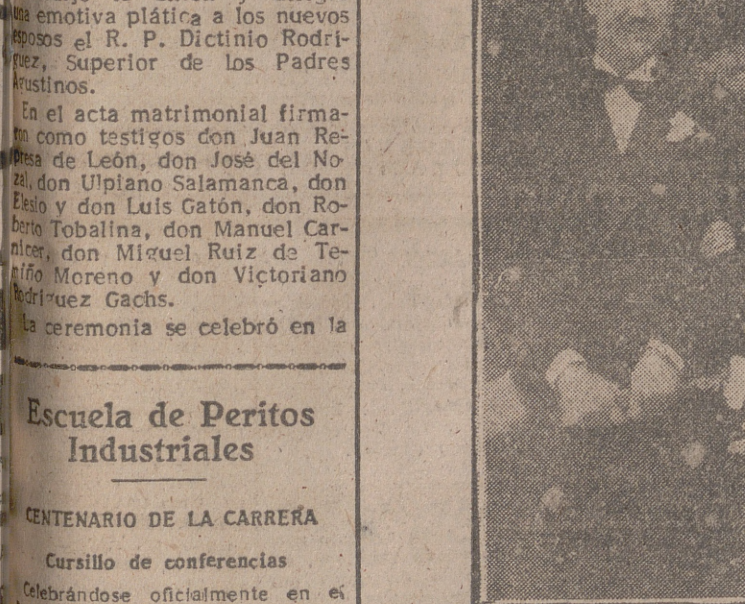 una emotiva plática a los nuevos
esposos el R. P. Dictinio Rodrí-
guez, Superior de los Padres
Agustinos.
En el acta matrimonial firma-
ron como testigos don Juan Re-
presa de León, don José del No-
zal, don Ulpiano Salamanca, don
Elesio y don Luis Gatón, don Ro-
berto Tobalina, don Manuel Car-
nicer, don Miguel Ruiz de Te-
miño Moreno y don Victoriano
Rodríguez Gachs.
La ceremonia se celebró en la
Escuela de Peritos
Industriales
CENTENARIO DE LA CARRERA
Cursillo de conferencias
Celebrándose oficialmente en el